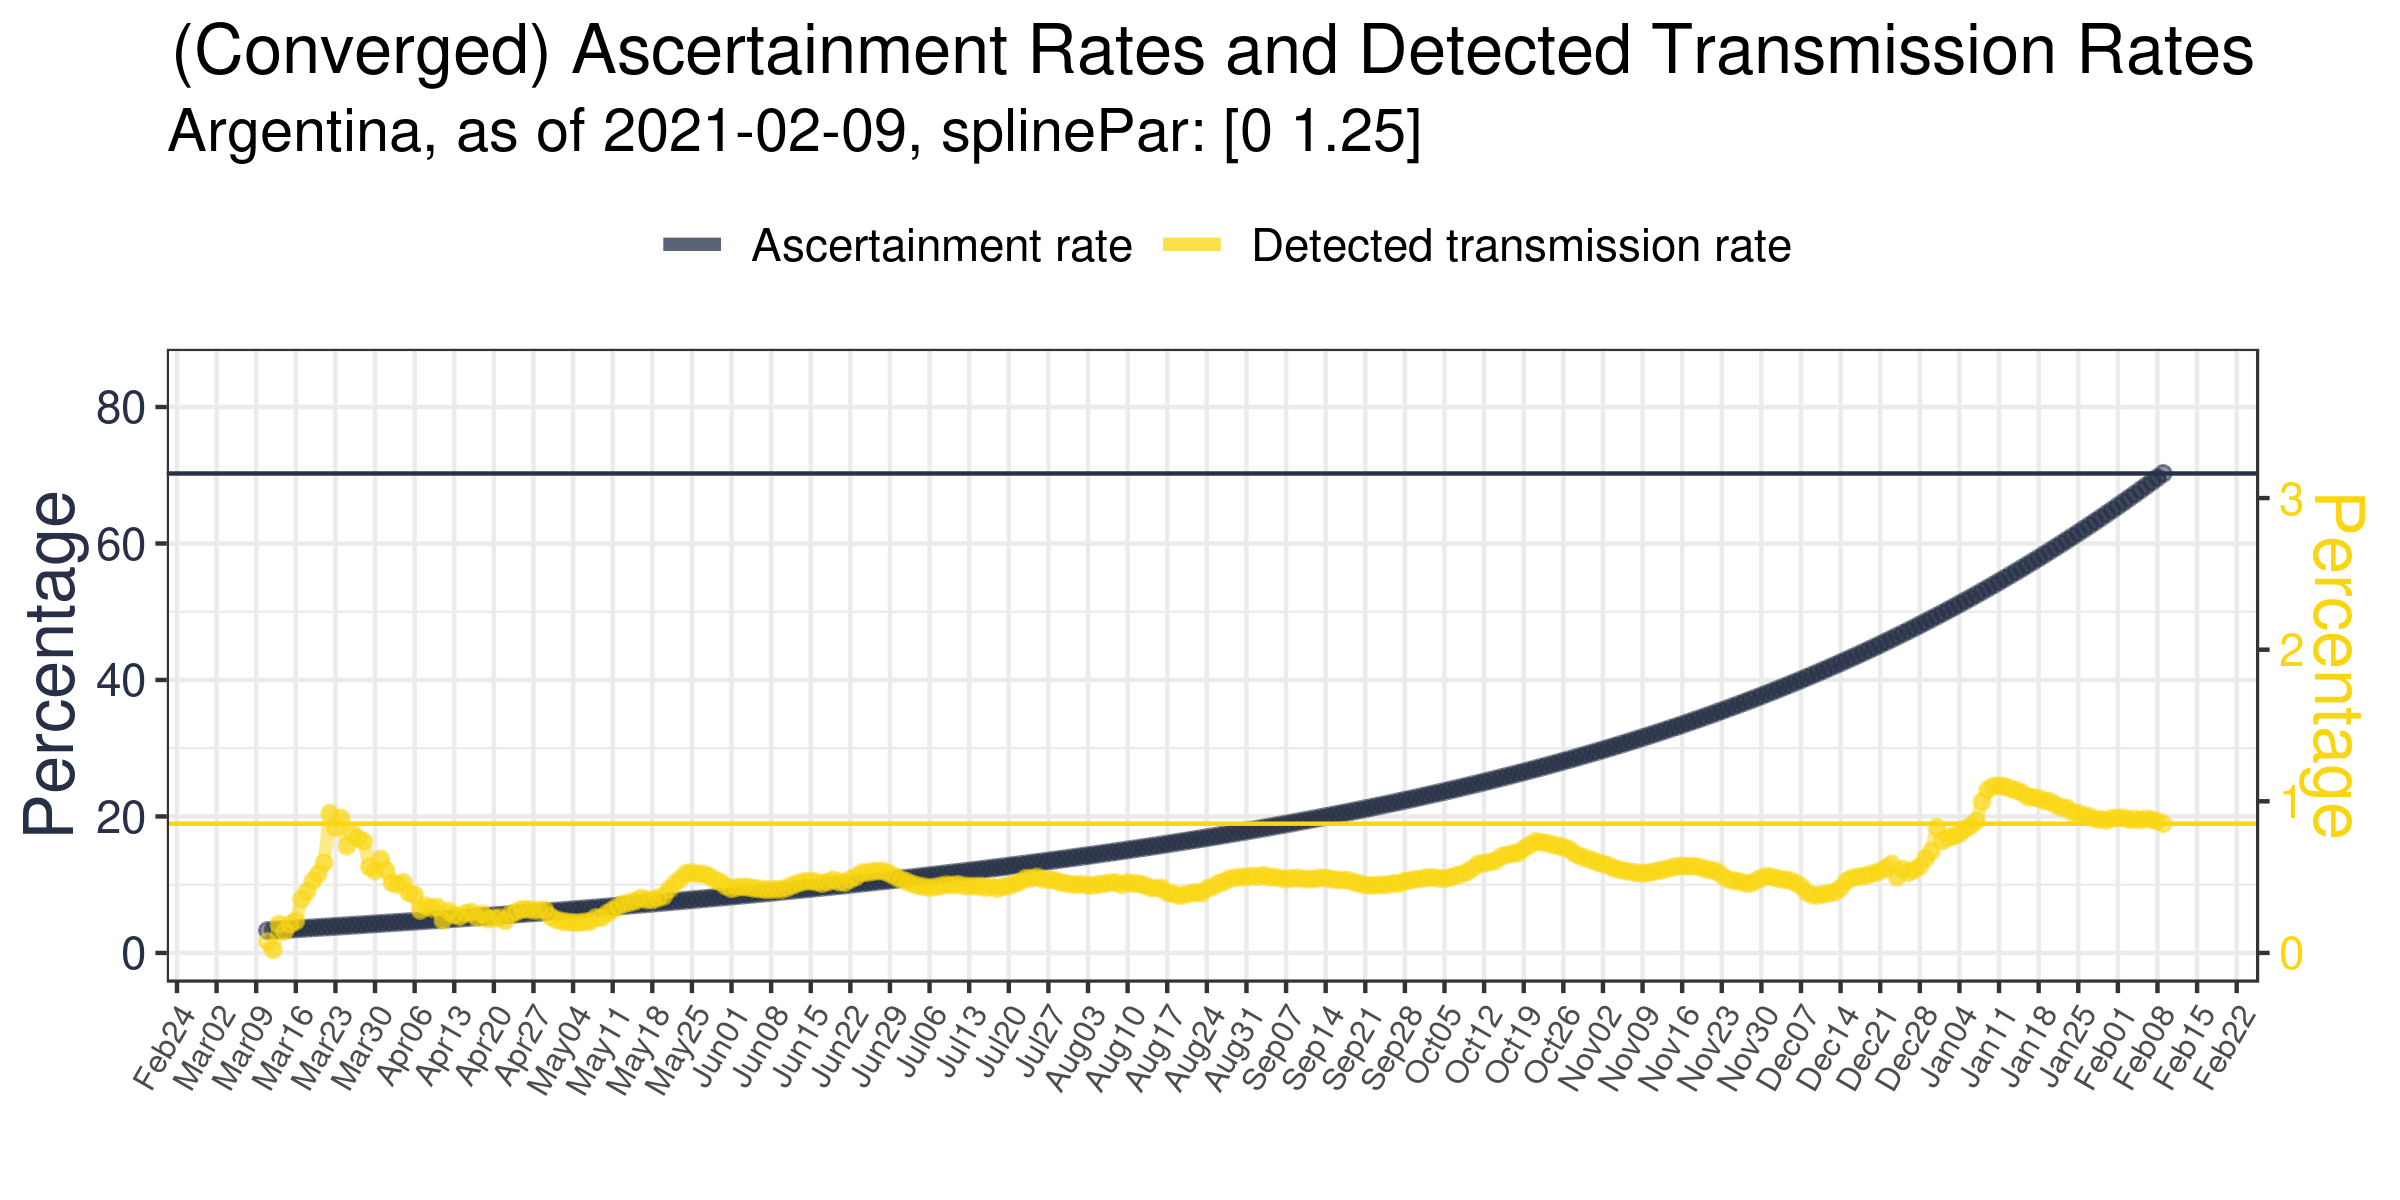 (Converged) Ascertainment Rates and Detected Transmission Rates
Argentina, as of 2021-02-09, splinePar: [0 1.25]
Ascertainment rate
Detected transmission rate
Percentage
80
60
40
20
0
3
2
1
0
Percentage
Feb24
Mar02
Mar09
Mar16
Mar23
Mar30
Apr06
Apr13
Apr20
Apr27
May04
May11
May18
May25
Jun01
Jun08
Jun15
Jun22
Jun29
Jul06
Jul13
Jul20
Jul27
Aug03
Aug10
Aug17
Aug24
Aug31
Sep07
Sep14
Sep21
Sep28
Oct05
Oct12
Oct19
Oct26
Nov02
Nov09
Nov16
Nov23
Nov30
Dec07
Dec14
Dec21
Dec28
Jan04
Jan11
Jan18
Jan25
Feb01
Feb08
Feb15
Feb22